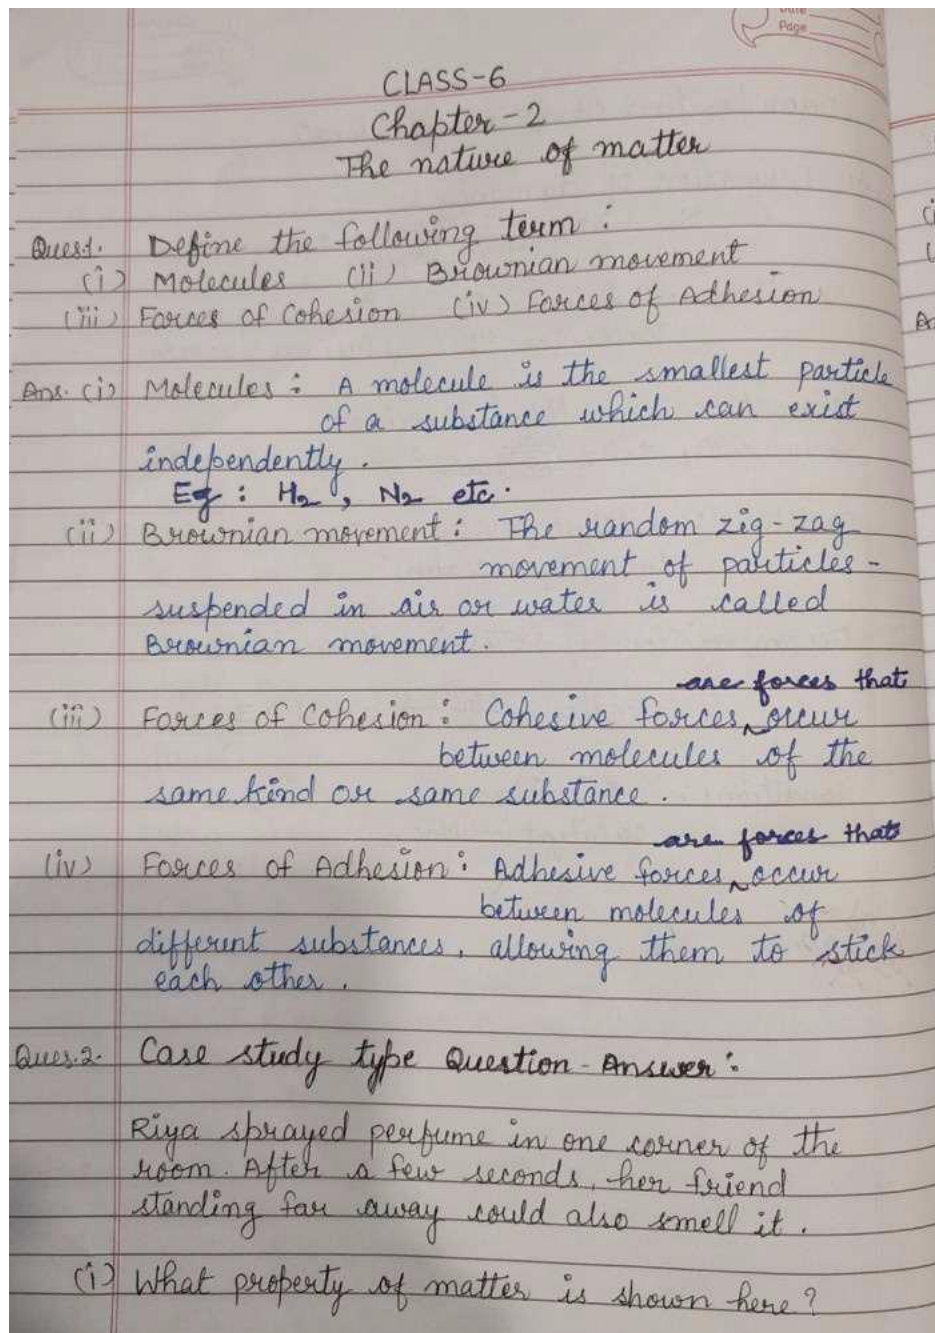 Date
Page
CLASS-6
Chapter-2
The nature of matter
Ques1. Define the following term :
(i) Molecules (ii) Brownian movement
(iii) Forces of Cohesion (iv) Forces of Adhesion
Ans. (i) Molecules : A molecule is the smallest particle
of a substance which can exist
independently.
Eg : H₂, N₂ etc.
(ii) Brownian movement : The random zig-zag
movement of particles-
suspended in air or water is called
Brownian movement.
are forces that
(iii) Forces of Cohesion : Cohesive forces occur
between molecules of the
same kind or same substance.
are forces that
(iv) Forces of Adhesion : Adhesive forces occur
between molecules of
different substances, allowing them to stick
each other.
Ques.2. Case study type Question-Answer :
Riya sprayed perfume in one corner of the
room. After a few seconds, her friend
standing far away could also smell it.
(i) What property of matter is shown here?